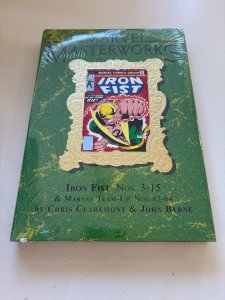 MARVEL
MASTERWORKS
MARVEL COMICS GROUP
IRON
FIST
IRON FIST NOS. 3-15
& MARVEL TEAM-UP NOS. 63-64
BY CHRIS CLAREMONT & JOHN BYRNE